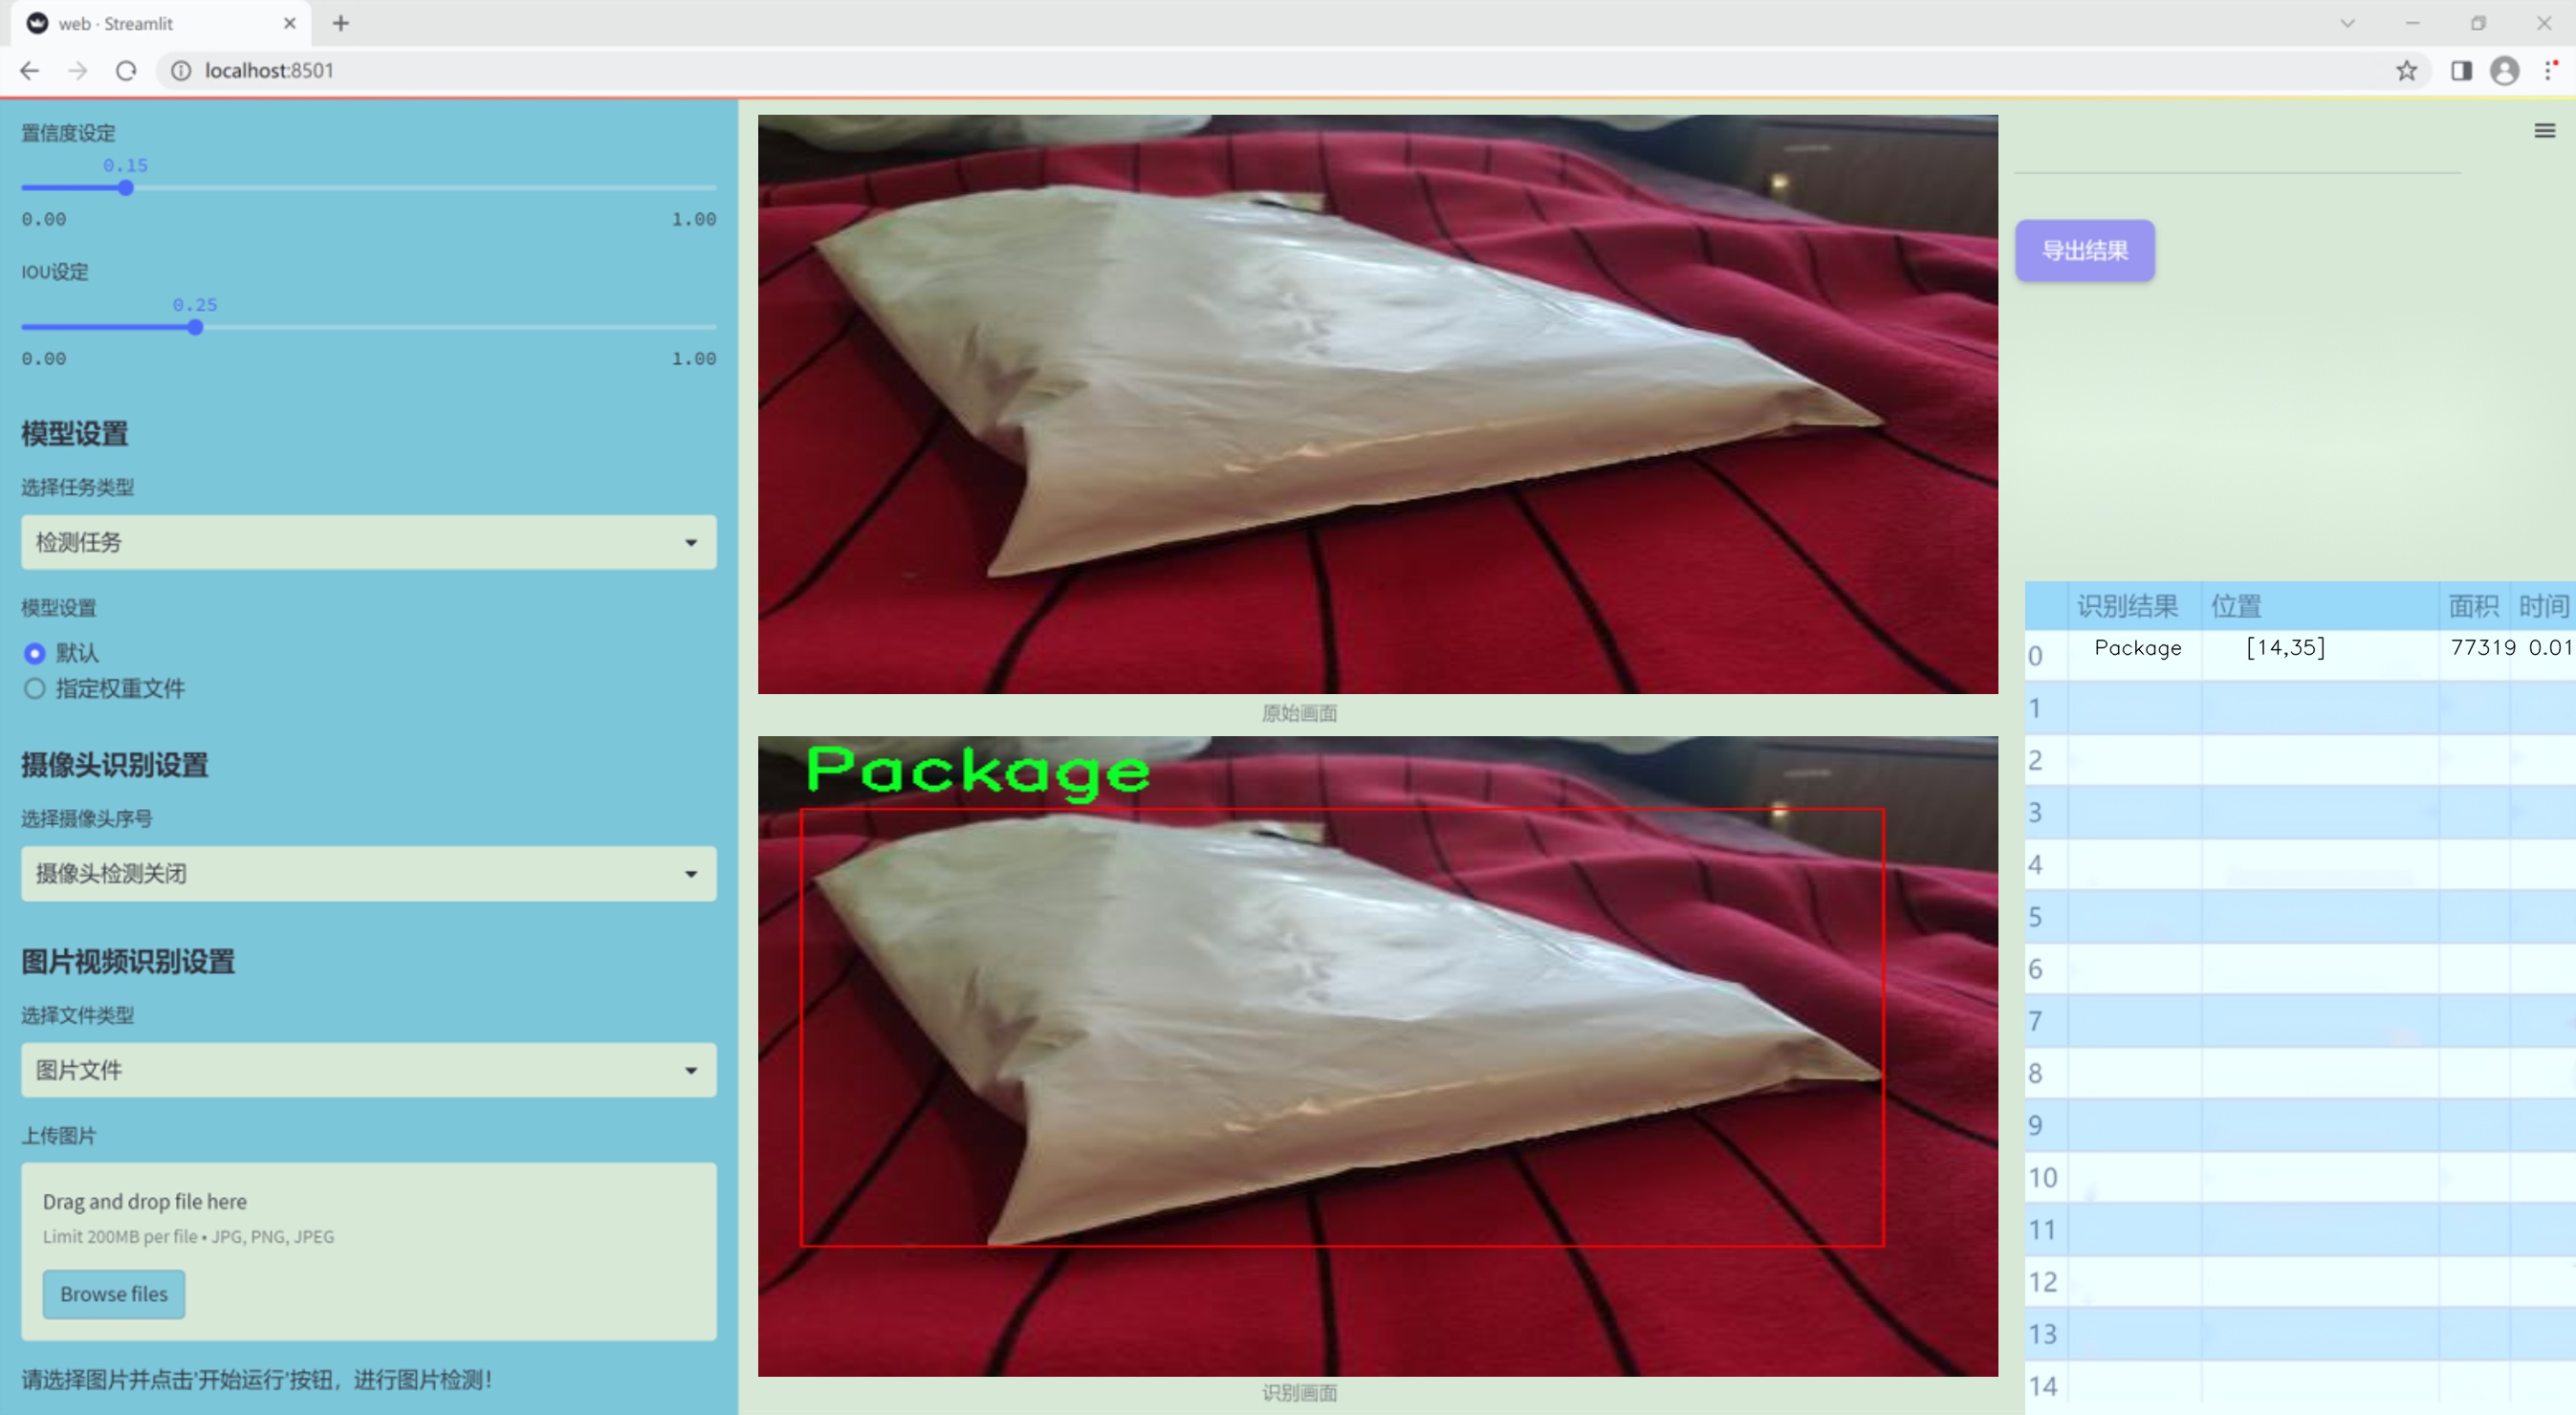 web · Streamlit
localhost:8501
置信度设定
0.15
0.00 1.00
IOU设定
0.25
0.00 1.00
模型设置
选择任务类型
检测任务
模型设置
默认
指定权重文件
摄像头识别设置
选择摄像头序号
摄像头检测关闭
图片视频识别设置
选择文件类型
图片文件
上传图片
Drag and drop file here
Limit 200MB per file • JPG, PNG, JPEG
Browse files
请选择图片并点击'开始运行'按钮，进行图片检测！
原始画面
Package
识别画面
导出结果
识别结果 位置 面积 时间
0 Package [14,35] 77319 0.01
1
2
3
4
5
6
7
8
9
10
11
12
13
14